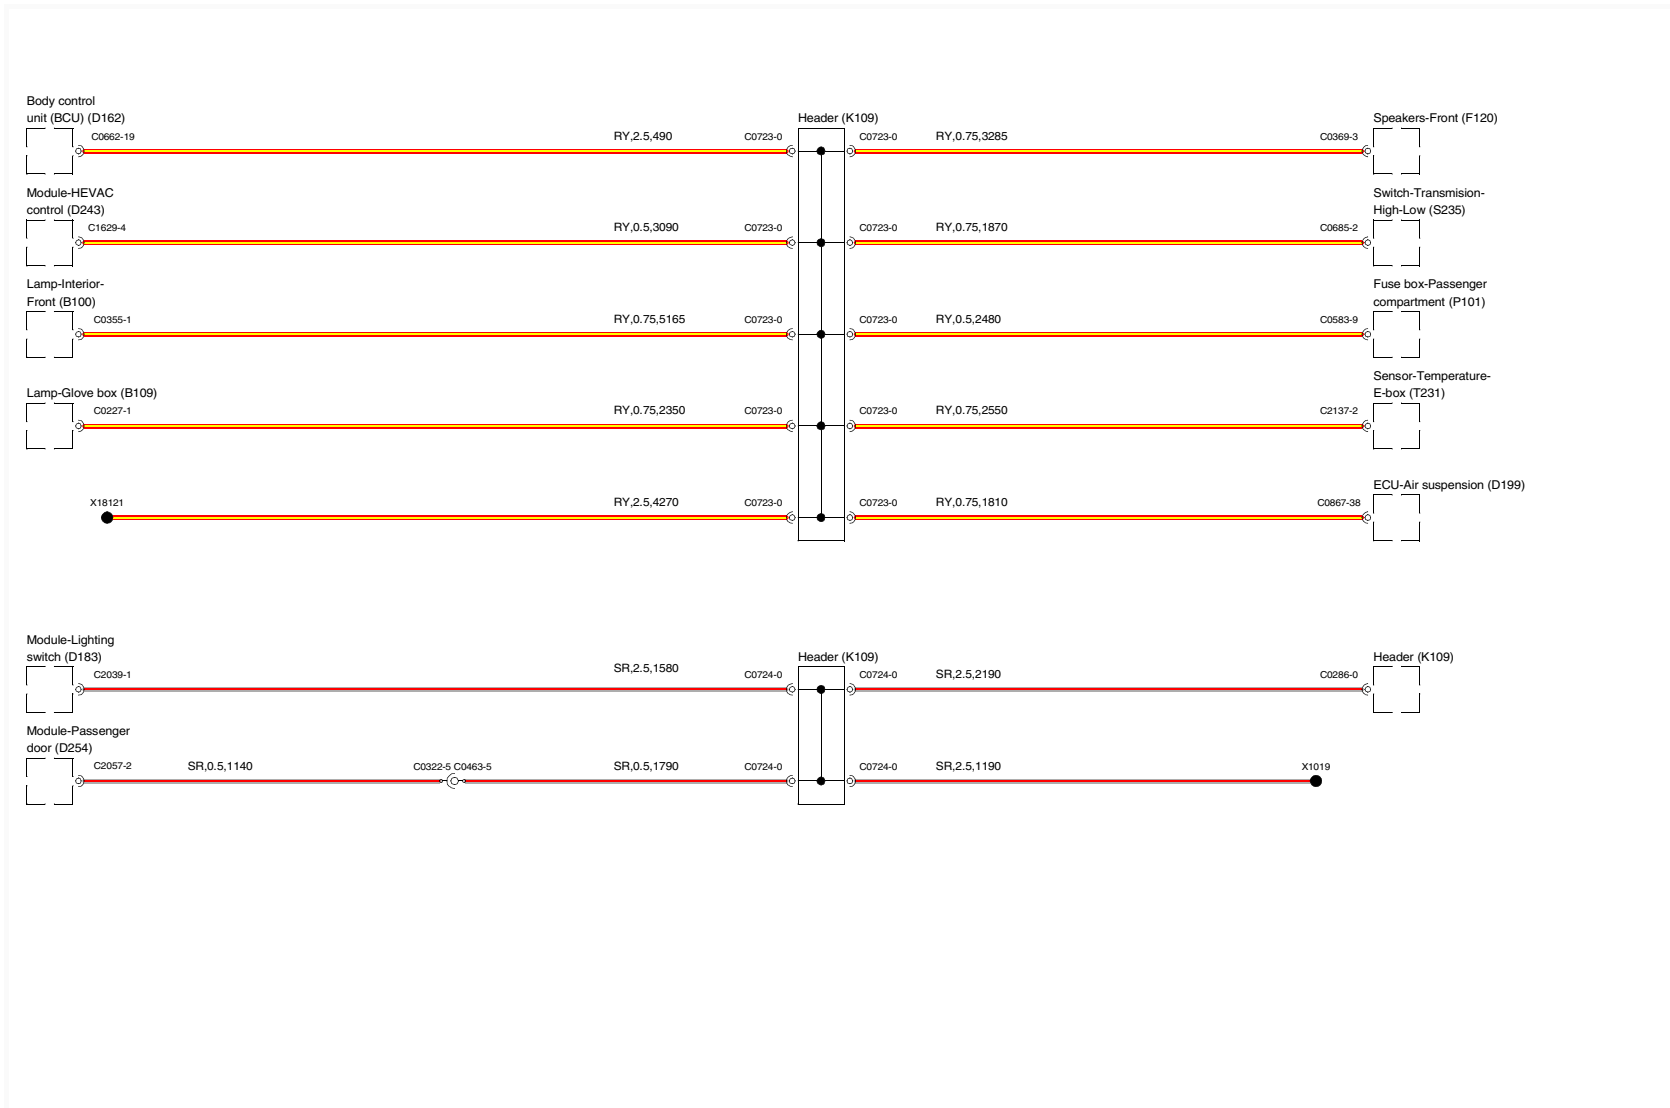 Body control
unit (BCU) (D162)
Header (K109)
Speakers-Front (F120)
C0662-19
RY,2.5,490
C0723-0
C0723-0
RY,0.75,3285
C0369-3
Module-HEVAC
control (D243)
Switch-Transmision-
High-Low (S235)
C1629-4
RY,0.5,3090
C0723-0
C0723-0
RY,0.75,1870
C0685-2
Lamp-Interior-
Front (B100)
Fuse box-Passenger
compartment (P101)
C0355-1
RY,0.75,5165
C0723-0
C0723-0
RY,0.5,2480
C0583-9
Lamp-Glove box (B109)
Sensor-Temperature-
E-box (T231)
C0227-1
RY,0.75,2350
C0723-0
C0723-0
RY,0.75,2550
C2137-2
ECU-Air suspension (D199)
X18121
RY,2.5,4270
C0723-0
C0723-0
RY,0.75,1810
C0867-38
Module-Lighting
switch (D183)
Header (K109)
Header (K109)
C2039-1
SR,2.5,1580
C0724-0
C0724-0
SR,2.5,2190
C0286-0
Module-Passenger
door (D254)
C2057-2
SR,0.5,1140
C0322-5 C0463-5
SR,0.5,1790
C0724-0
C0724-0
SR,2.5,1190
X1019